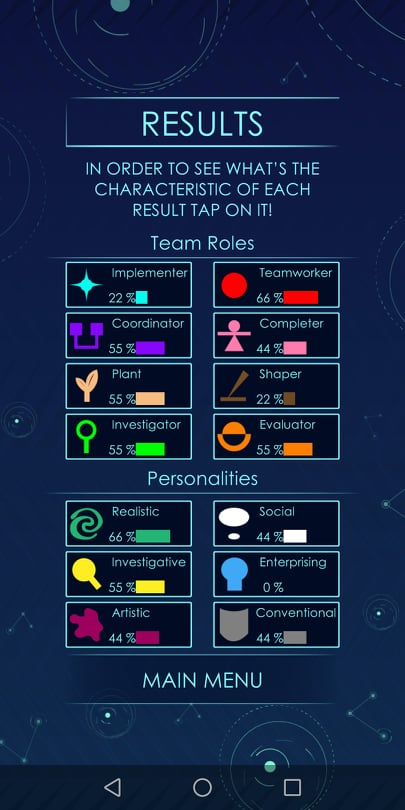 RESULTS
IN ORDER TO SEE WHAT'S THE
CHARACTERISTIC OF EACH
RESULT TAP ON IT!
Team Roles
Implementer
22 %
Teamworker
66 %
Coordinator
55 %
Completer
44 %
Plant
55 %
Shaper
22 %
Investigator
55 %
Evaluator
55 %
Personalities
Realistic
66 %
Social
44 %
Investigative
55 %
Enterprising
0 %
Artistic
44 %
Conventional
44 %
MAIN MENU